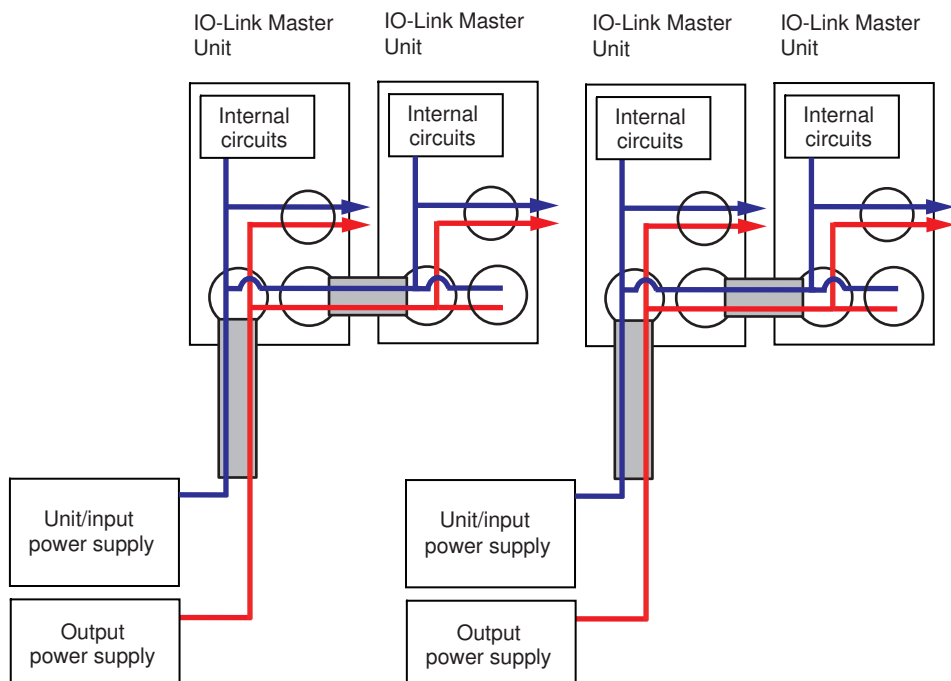 IO-Link Master
Unit
IO-Link Master
Unit
IO-Link Master
Unit
IO-Link Master
Unit
Internal
circuits
Internal
circuits
Internal
circuits
Internal
circuits
Unit/input
power supply
Output
power supply
Unit/input
power supply
Output
power supply